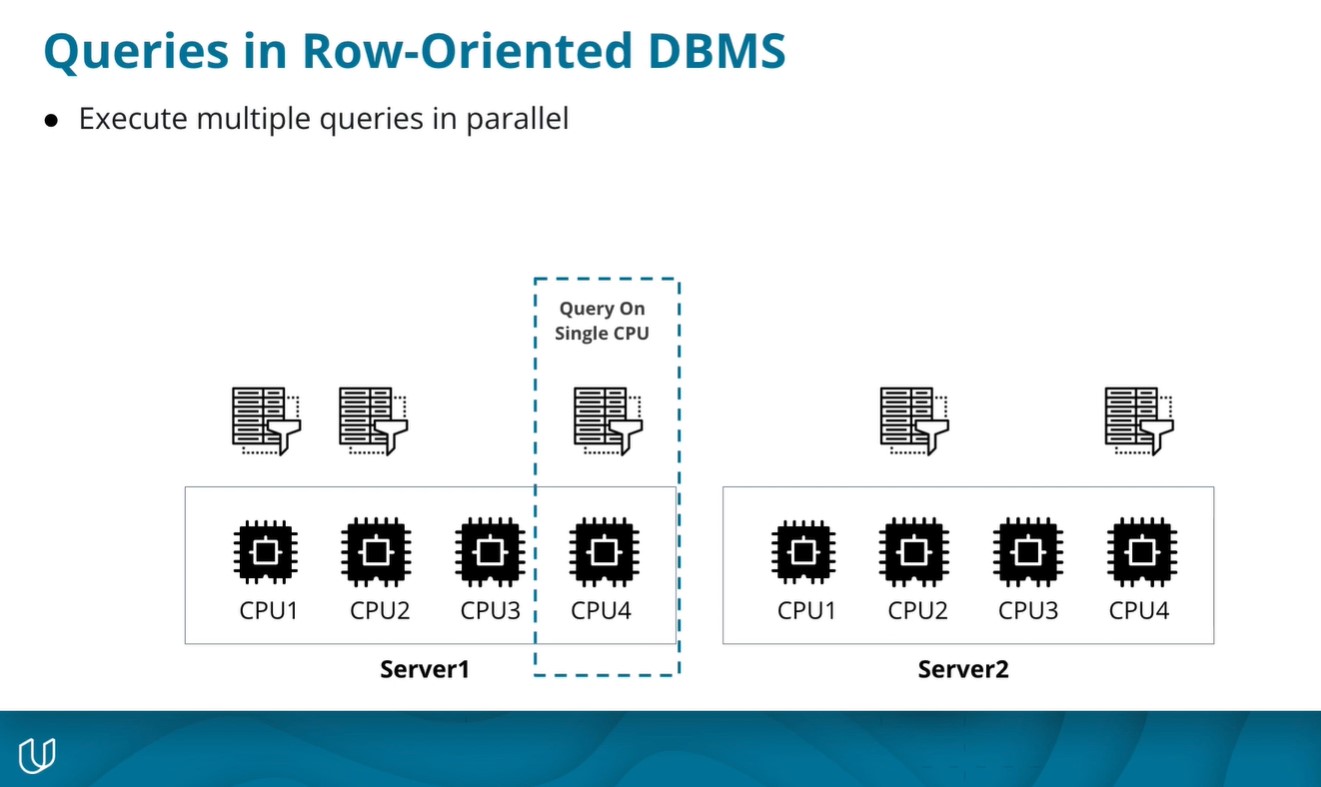 Queries in Row-Oriented DBMS
● Execute multiple queries in parallel
Query On
Single CPU
CPU1 CPU2 CPU3 CPU4
Server1
CPU1 CPU2 CPU3 CPU4
Server2